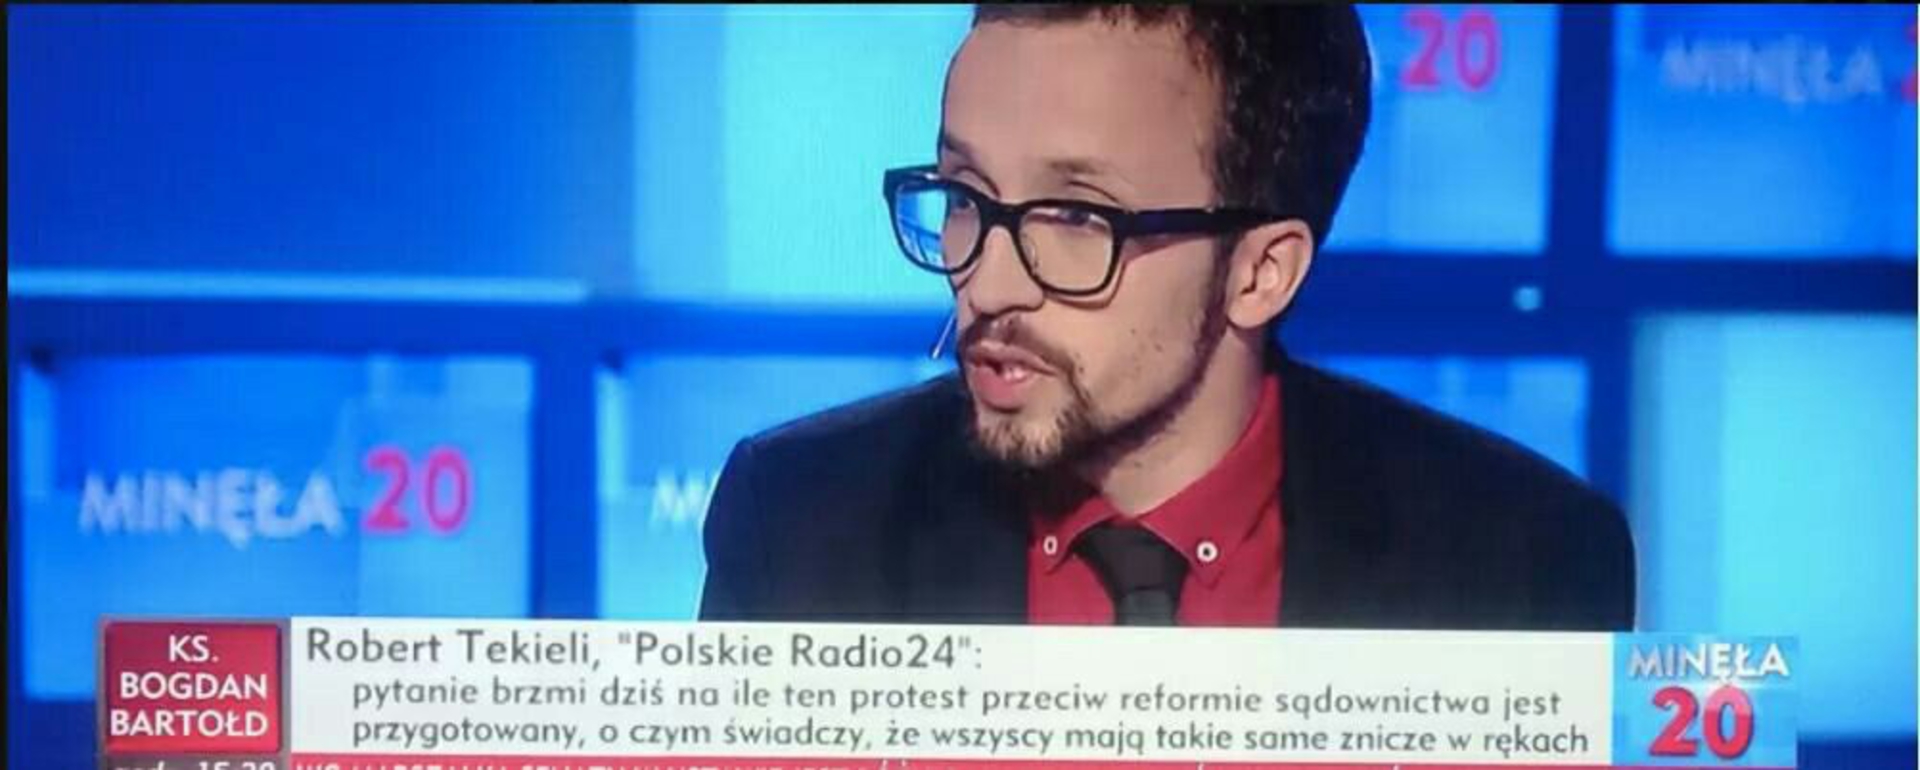 20
MINĘŁA
MINĘŁA 20
KS.
BOGDAN
BARTOŁD
Robert Tekieli, "Polskie Radio24":
pytanie brzmi dziś na ile ten protest przeciw reformie sądownictwa jest
przygotowany, o czym świadczy, że wszyscy mają takie same znicze w rękach
MINĘŁA
20